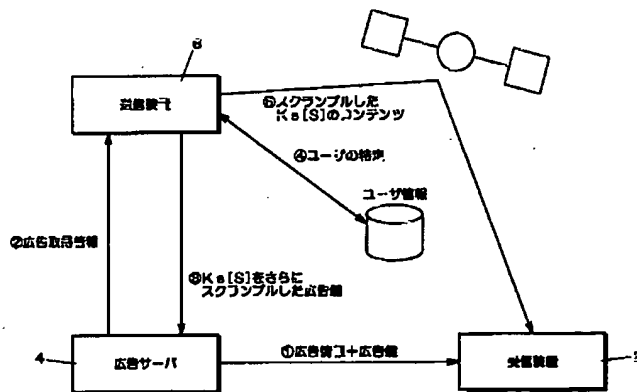 6
送信装置
⑤スクランブルした
Ks[S]のコンテンツ
④ユーザの特定
ユーザ情報
②広告取得情報
③Ks[S]をさらに
スクランブルした広告鍵
4
広告サーバ
①広告情報+広告鍵
受信装置